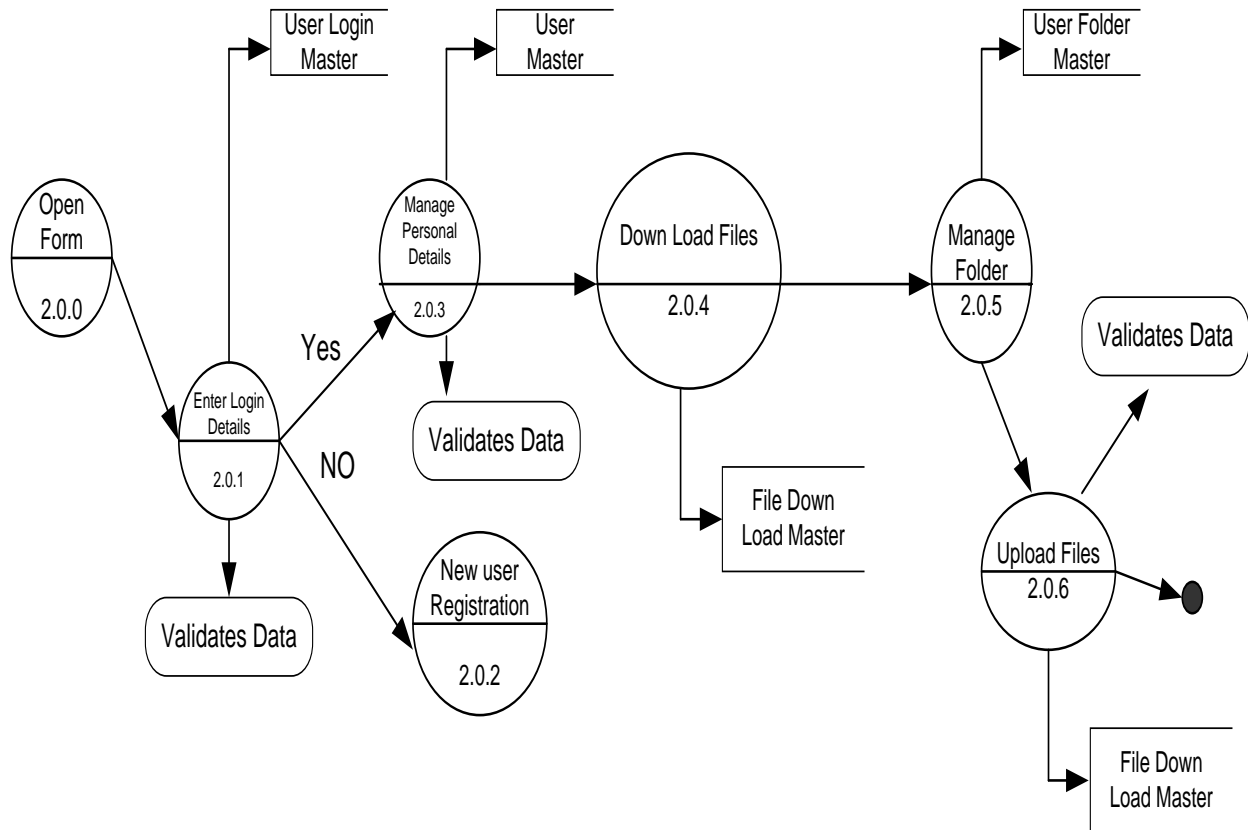 User Login
Master
User
Master
User Folder
Master
Open
Form
2.0.0
Manage
Personal
Details
2.0.3
Down Load Files
2.0.4
Manage
Folder
2.0.5
Validates Data
Yes
Enter Login
Details
2.0.1
NO
Validates Data
File Down
Load Master
Upload Files
2.0.6
New user
Registration
2.0.2
Validates Data
File Down
Load Master